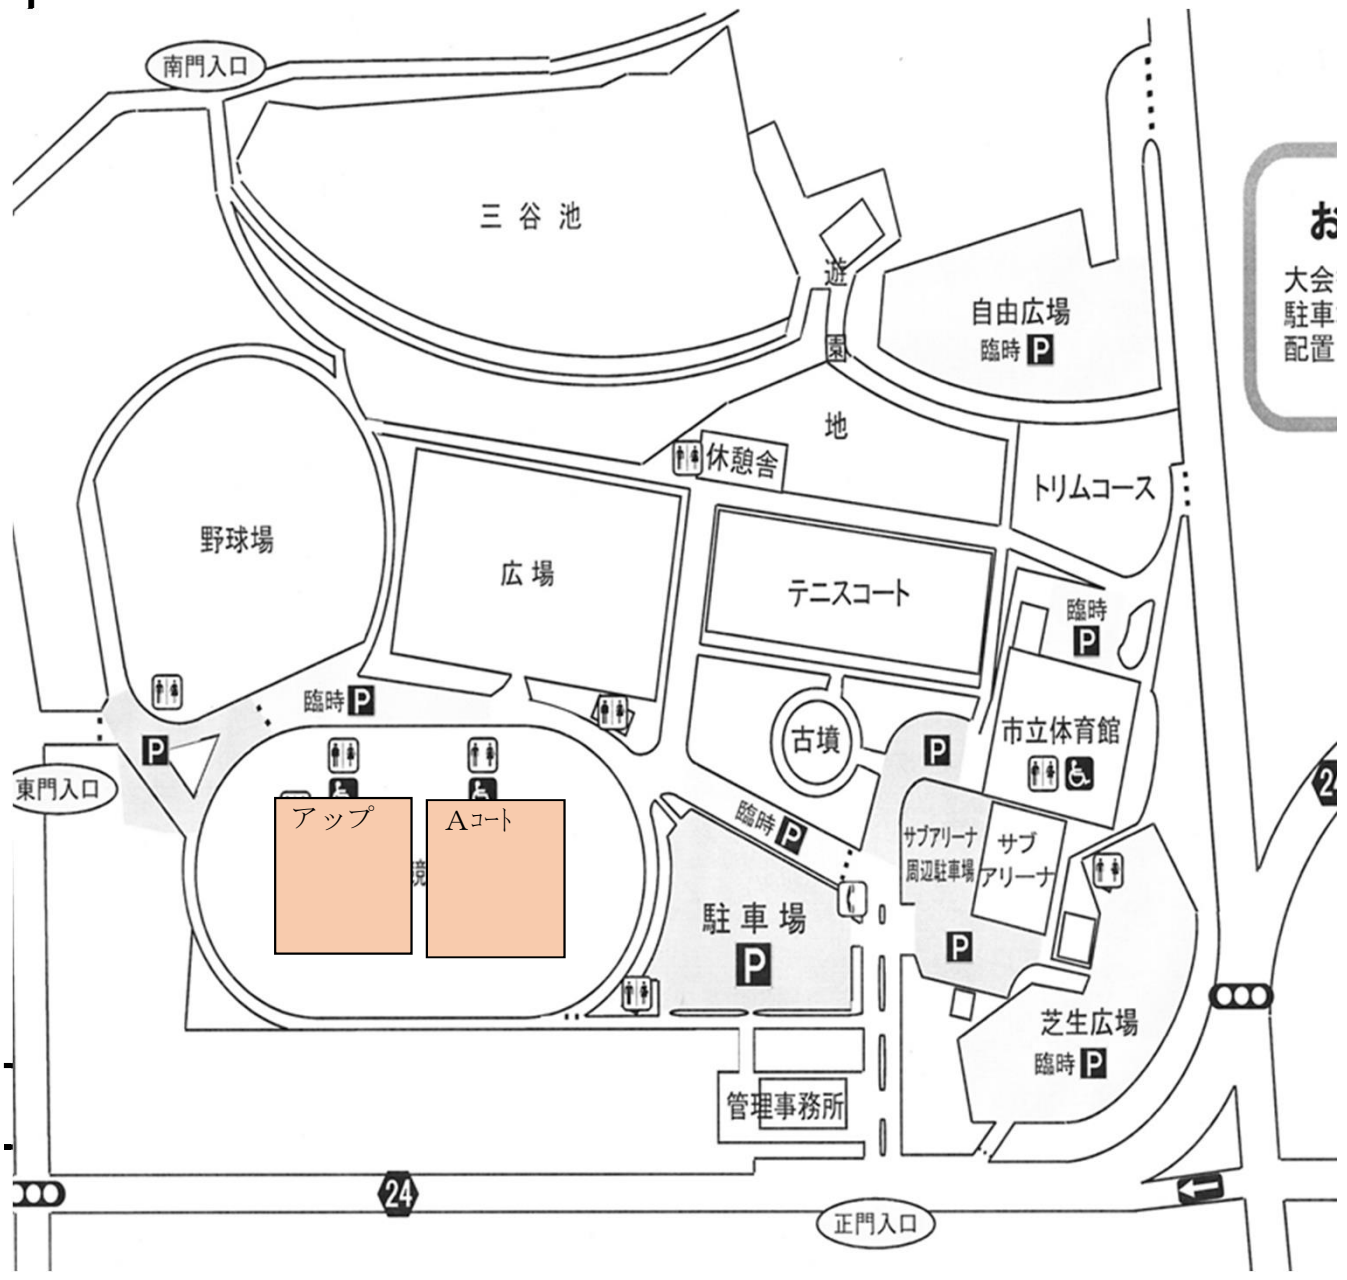 南門入口
三谷池
遊
園
地
自由広場
臨時 P
お
大会
駐車
配置
休憩舎
トリムコース
野球場
広場
テニスコート
臨時
P
臨時 P
P
東門入口
古墳
P
市立体育館
24
アップ
Aコート
競
臨時 P
サブアリーナ
周辺駐車場
サブ
アリーナ
駐車場
P
P
芝生広場
臨時 P
管理事務所
24
正門入口